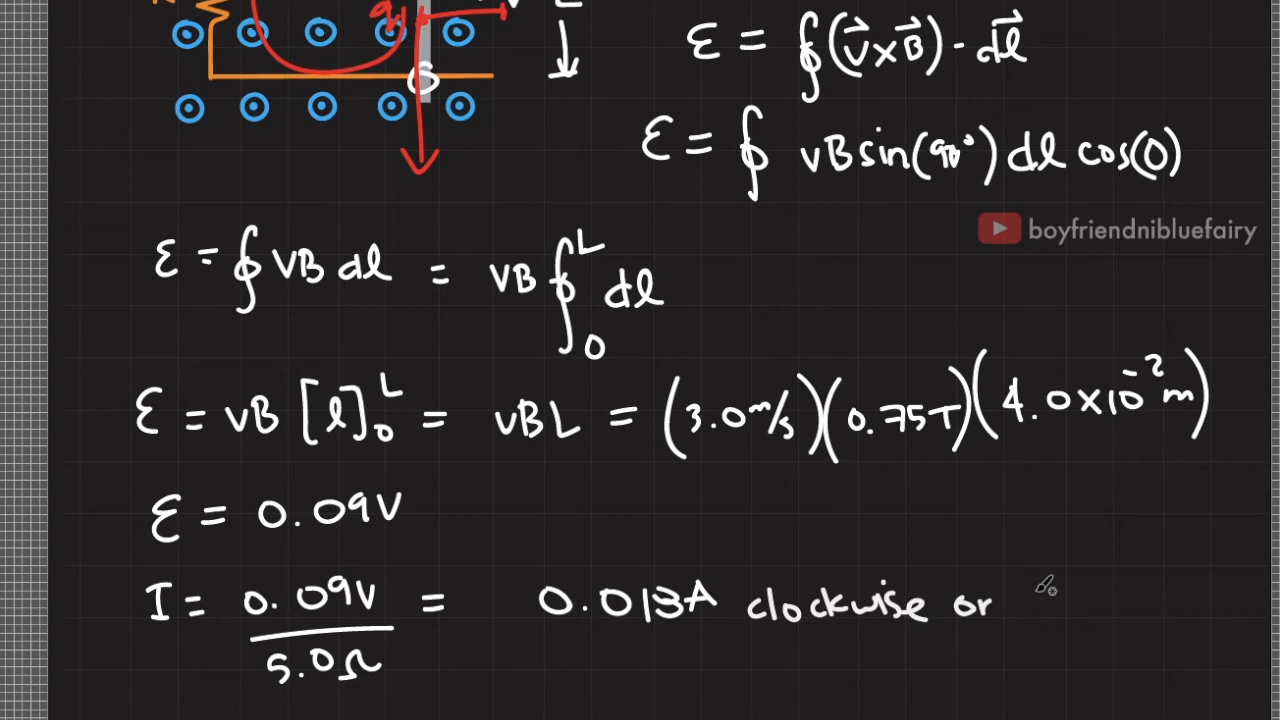 ε = ∮(v⃗×B⃗)·dl⃗
ε = ∮ vBsin(90°)dl cos(0)
boyfriendnibluefairy
ε = ∮ vB dl = vB ∮₀ᴸ dl
ε = vB [l]₀ᴸ = vBL = (3.0m/s)(0.75T)(4.0×10⁻²m)
ε = 0.09V
I = 0.09V/5.0Ω = 0.013A clockwise or